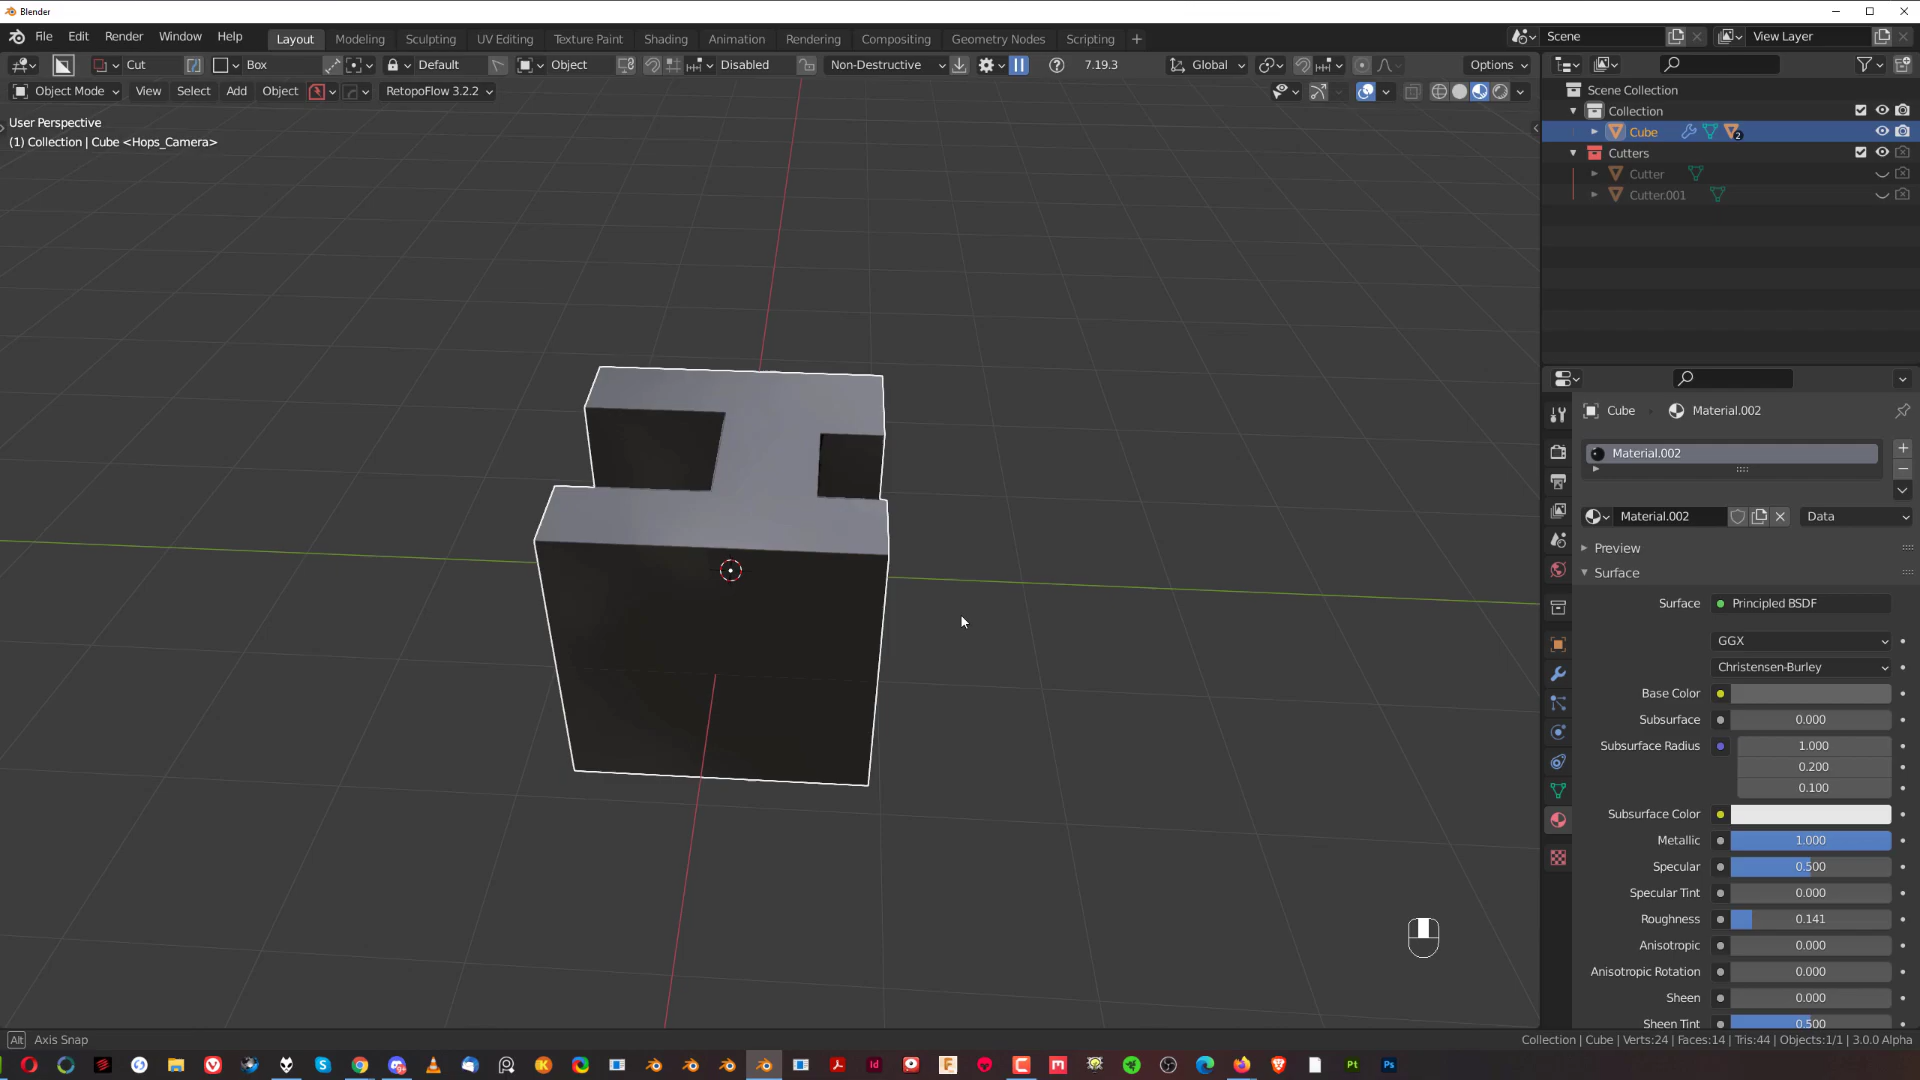 Blender
File Edit Render Window Help Layout Modeling Sculpting UV Editing Texture Paint Shading Animation Rendering Compositing Geometry Nodes Scripting + Scene View Layer
Cut Box Default Object Disabled Non-Destructive 7.19.3 Global Options
Object Mode View Select Add Object RetopoFlow 3.2.2
User Perspective
(1) Collection | Cube <Hops_Camera>
Scene Collection
Collection
Cube 2
Cutters
Cutter
Cutter.001
Cube Material.002
Material.002
Material.002 Data
Preview
Surface
Surface Principled BSDF
GGX
Christensen-Burley
Base Color
Subsurface 0.000
Subsurface Radius 1.000
0.200
0.100
Subsurface Color
Metallic 1.000
Specular 0.500
Specular Tint 0.000
Roughness 0.141
Anisotropic 0.000
Anisotropic Rotation 0.000
Sheen 0.000
Sheen Tint 0.500
Alt Axis Snap
Collection | Cube | Verts:24 | Faces:14 | Tris:44 | Objects:1/1 | 3.0.0 Alpha
Id F C m Pt Ps